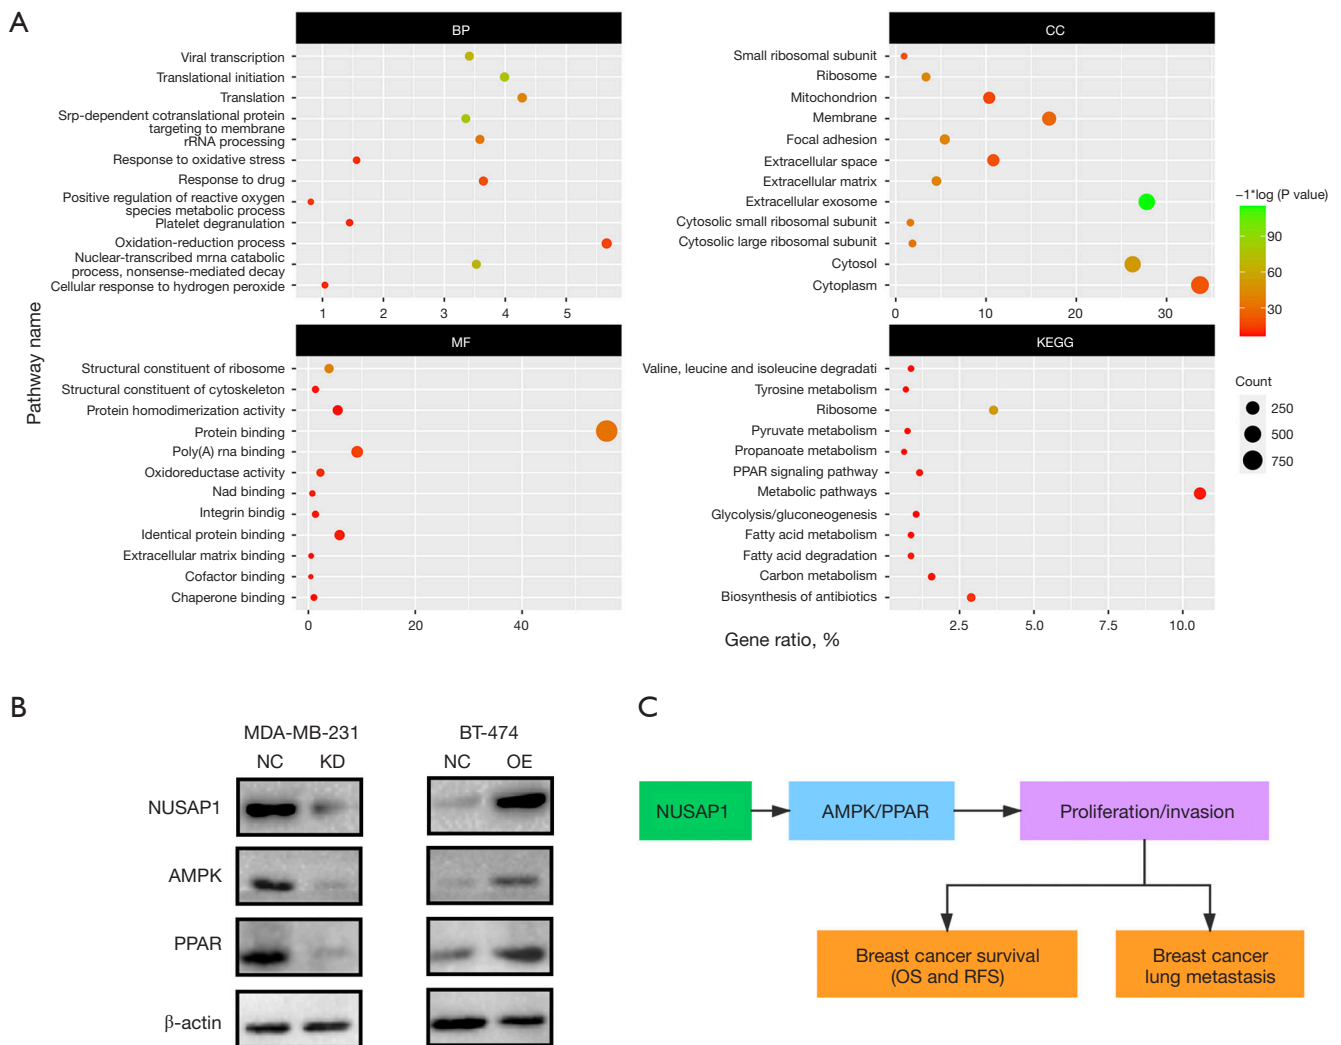 A
BP
Viral transcription
Translational initiation
Translation
Srp-dependent cotranslational protein
targeting to membrane
rRNA processing
Response to oxidative stress
Response to drug
Positive regulation of reactive oxygen
species metabolic process
Platelet degranulation
Oxidation-reduction process
Nuclear-transcribed mrna catabolic
process, nonsense-mediated decay
Cellular response to hydrogen peroxide
1 2 3 4 5
CC
Small ribosomal subunit
Ribosome
Mitochondrion
Membrane
Focal adhesion
Extracellular space
Extracellular matrix
Extracellular exosome
Cytosolic small ribosomal subunit
Cytosolic large ribosomal subunit
Cytosol
Cytoplasm
0 10 20 30
MF
Structural constituent of ribosome
Structural constituent of cytoskeleton
Protein homodimerization activity
Protein binding
Poly(A) rna binding
Oxidoreductase activity
Nad binding
Integrin bindig
Identical protein binding
Extracellular matrix binding
Cofactor binding
Chaperone binding
0 20 40
KEGG
Valine, leucine and isoleucine degradati
Tyrosine metabolism
Ribosome
Pyruvate metabolism
Propanoate metabolism
PPAR signaling pathway
Metabolic pathways
Glycolysis/gluconeogenesis
Fatty acid metabolism
Fatty acid degradation
Carbon metabolism
Biosynthesis of antibiotics
2.5 5.0 7.5 10.0
Pathway name
Gene ratio, %
−1*log (P value)
90
60
30
Count
250
500
750
B
MDA-MB-231 BT-474
NC KD NC OE
NUSAP1
AMPK
PPAR
β-actin
C
NUSAP1
AMPK/PPAR
Proliferation/invasion
Breast cancer survival
(OS and RFS)
Breast cancer
lung metastasis